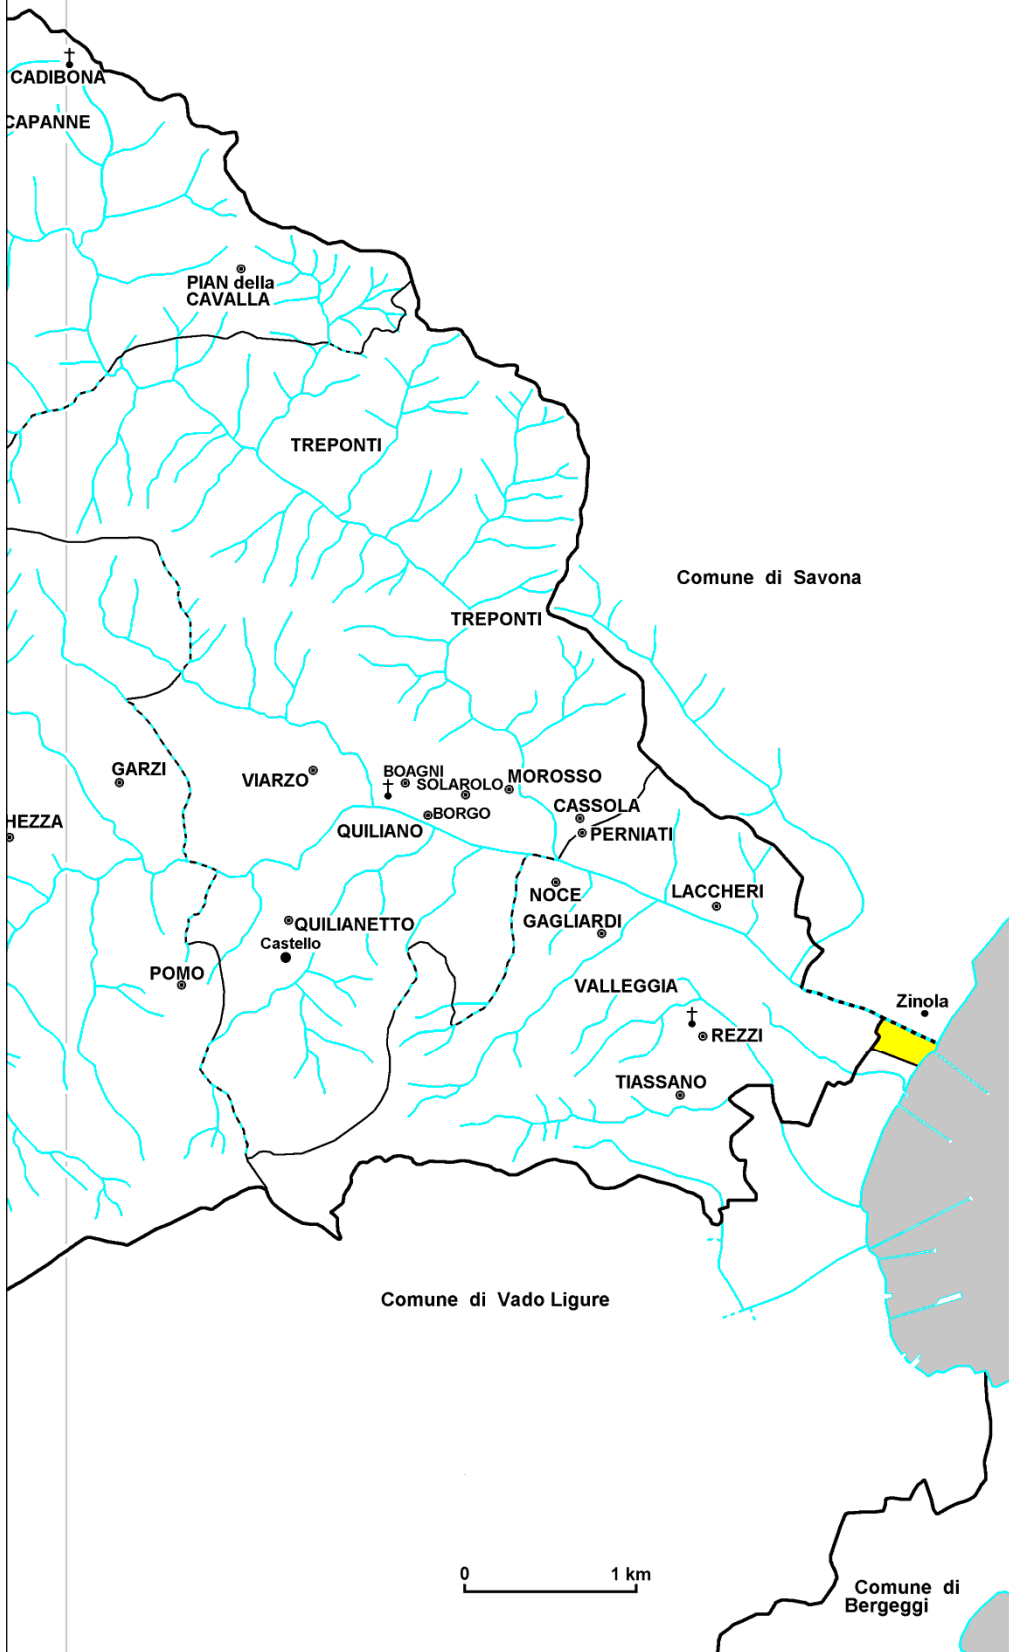 CADIBONA
CAPANNE
PIAN della
CAVALLA
TREPONTI
Comune di Savona
TREPONTI
GARZI
VIARZO
BOAGNI
SOLAROLO
MOROSSO
BORGO
CASSOLA
HEZZA
QUILIANO
PERNIATI
NOCE
LACCHERI
QUILIANETTO
GAGLIARDI
Castello
POMO
VALLEGGIA
Zinola
REZZI
TIASSANO
Comune di Vado Ligure
0 1 km
Comune di
Bergeggi